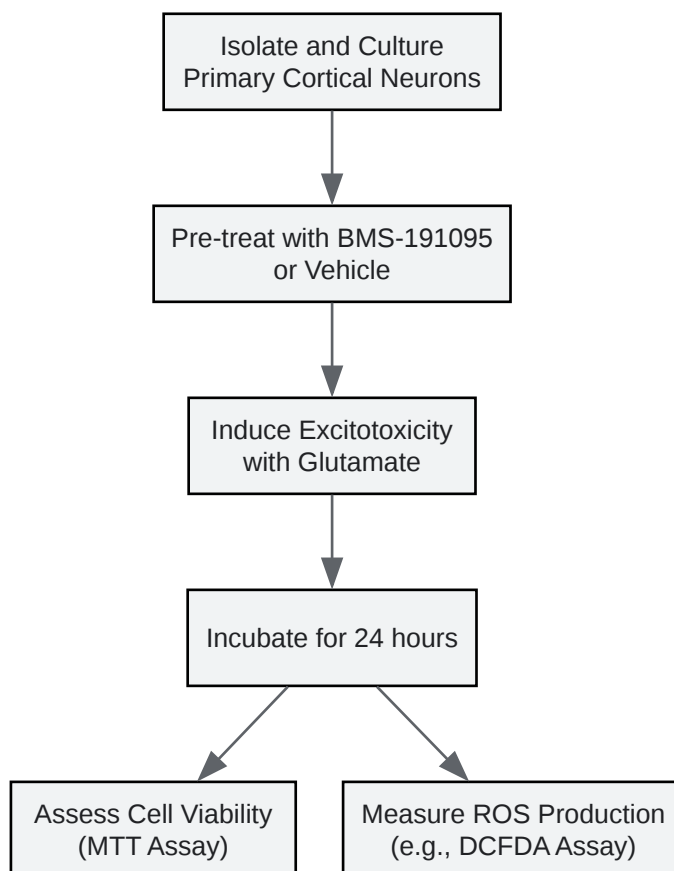 Isolate and Culture
Primary Cortical Neurons
Pre-treat with BMS-191095
or Vehicle
Induce Excitotoxicity
with Glutamate
Incubate for 24 hours
Assess Cell Viability
(MTT Assay)
Measure ROS Production
(e.g., DCFDA Assay)